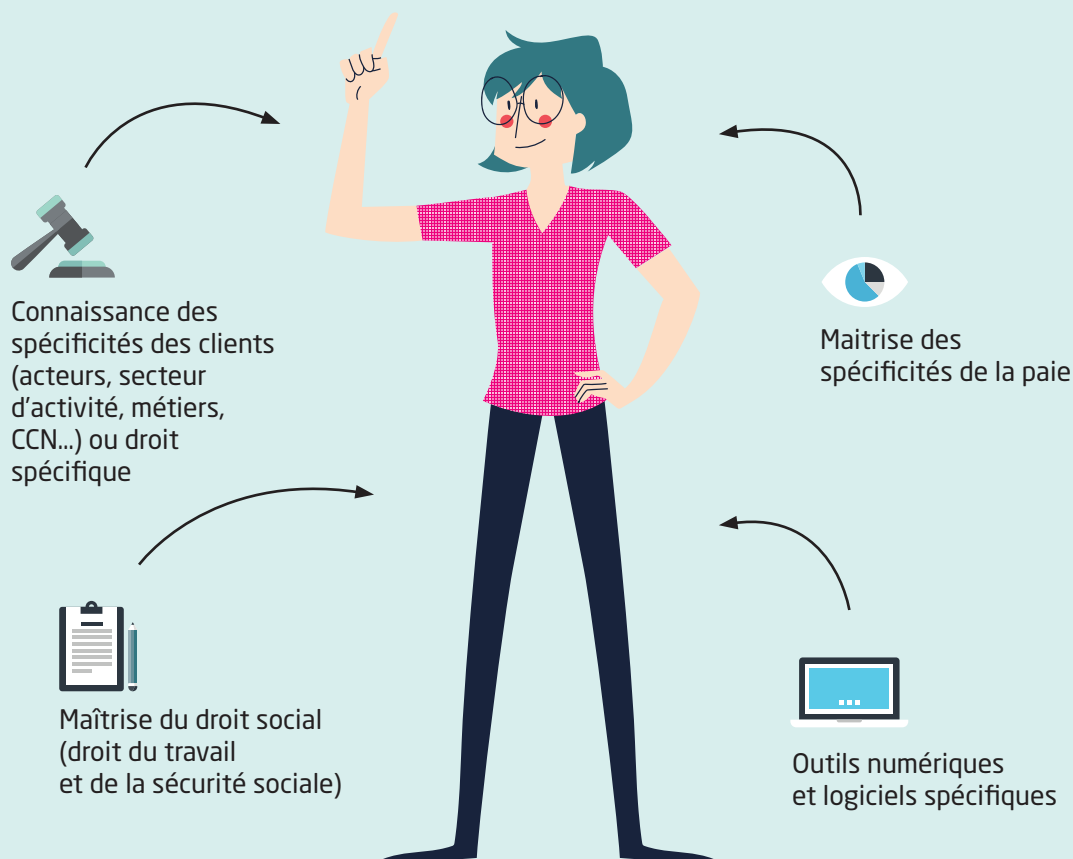 Connaissance des
spécificités des clients
(acteurs, secteur
d'activité, métiers,
CCN...) ou droit
spécifique
Maitrise des
spécificités de la paie
Maîtrise du droit social
(droit du travail
et de la sécurité sociale)
Outils numériques
et logiciels spécifiques